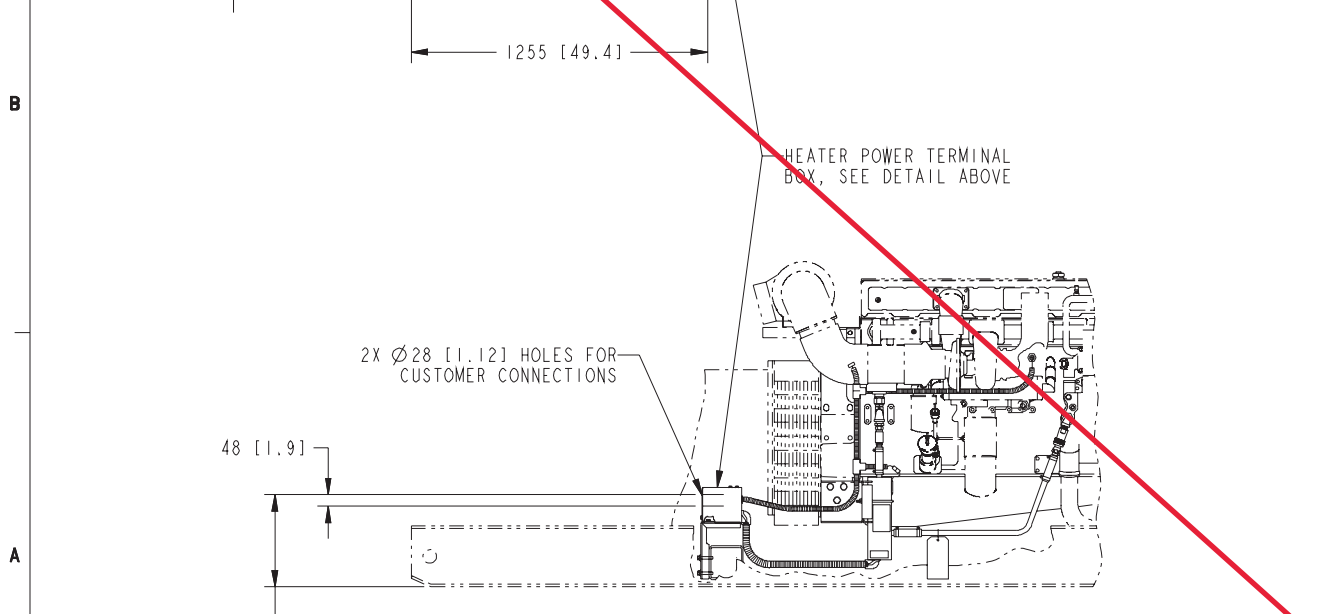 1255 [49.4]
B
HEATER POWER TERMINAL
BOX, SEE DETAIL ABOVE
2X Ø28 [1.12] HOLES FOR
CUSTOMER CONNECTIONS
48 [1.9]
A